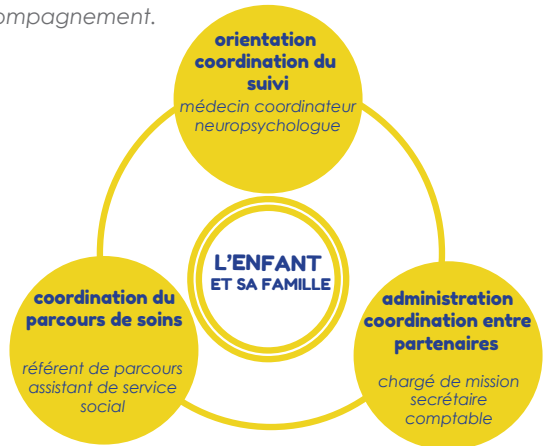 ompagnement.
orientation
coordination du
suivi
médecin coordinateur
neuropsychologue
L'ENFANT
ET SA FAMILLE
coordination du
parcours de soins
référent de parcours
assistant de service
social
administration
coordination entre
partenaires
chargé de mission
secrétaire
comptable